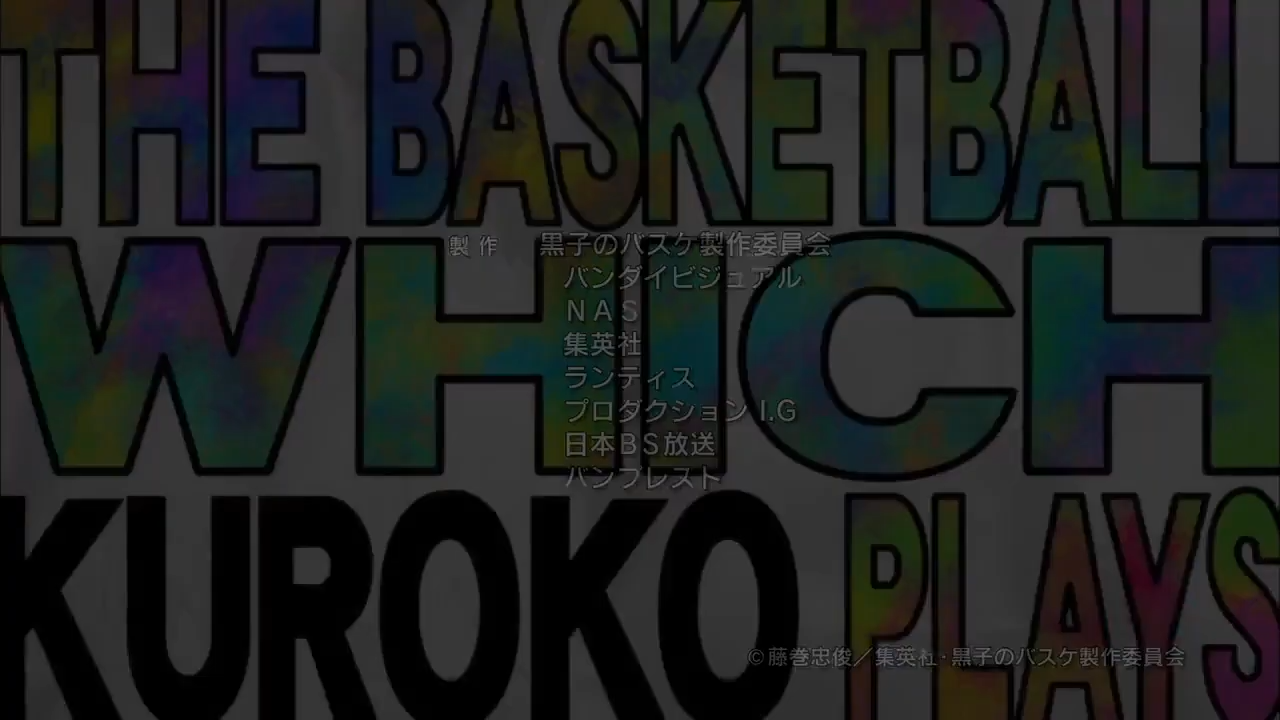 THE BASKETBALL
WHICH
KUROKO PLAYS
製作 黒子のバスケ製作委員会
バンダイビジュアル
NAS
集英社
ランティス
プロダクション I.G
日本BS放送
バンプレスト
©藤巻忠俊／集英社・黒子のバスケ製作委員会